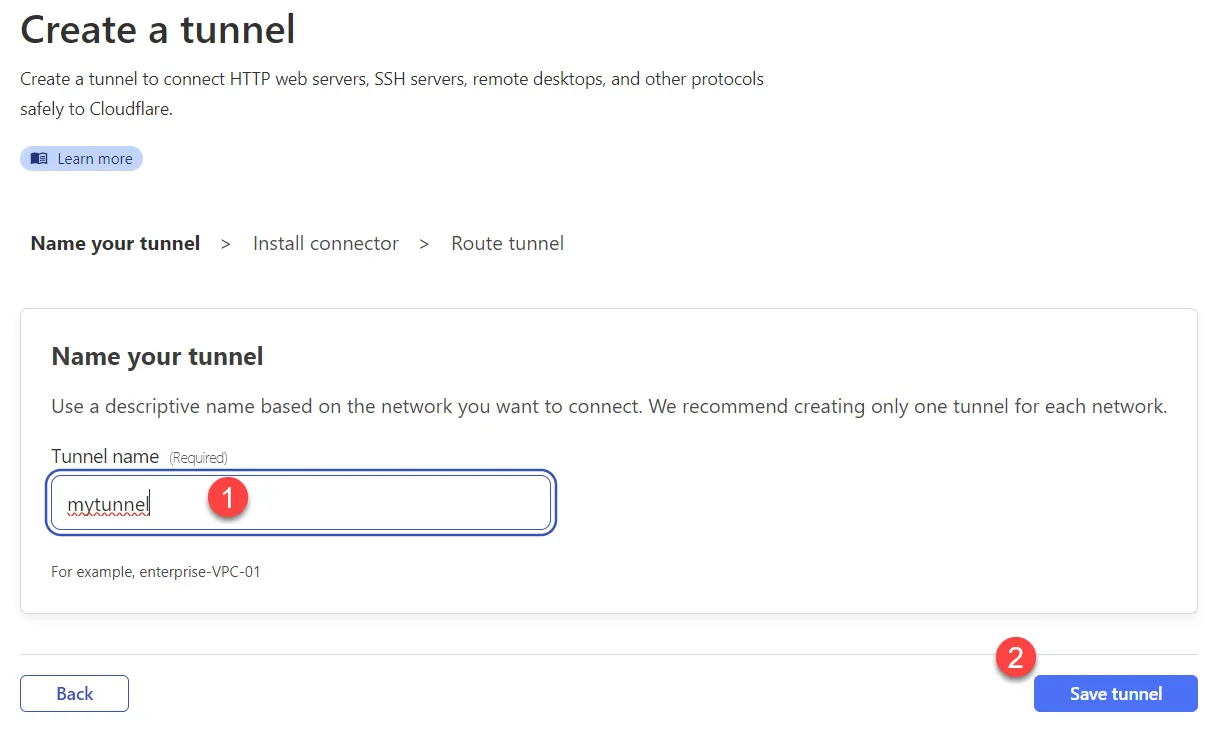 Create a tunnel
Create a tunnel to connect HTTP web servers, SSH servers, remote desktops, and other protocols
safely to Cloudflare.
Learn more
Name your tunnel > Install connector > Route tunnel
Name your tunnel
Use a descriptive name based on the network you want to connect. We recommend creating only one tunnel for each network.
Tunnel name (Required)
mytunnel 1
For example, enterprise-VPC-01
2
Back Save tunnel